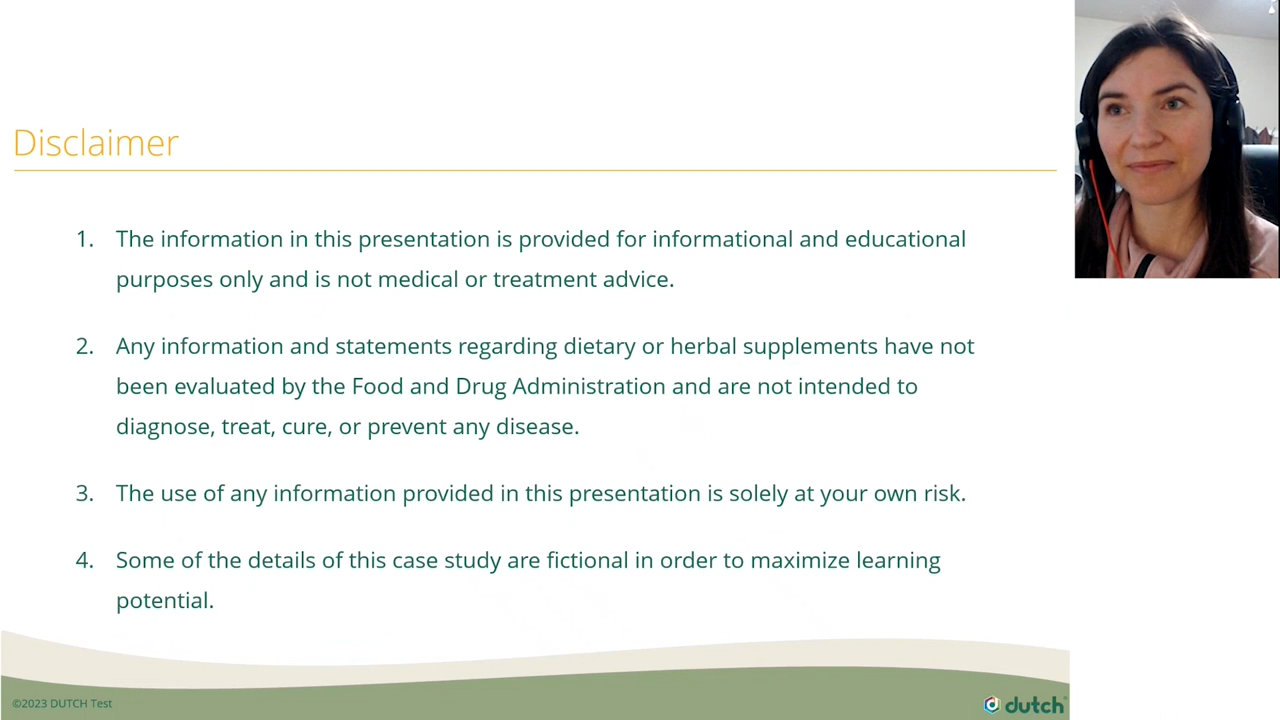 Disclaimer
1. The information in this presentation is provided for informational and educational
purposes only and is not medical or treatment advice.
2. Any information and statements regarding dietary or herbal supplements have not
been evaluated by the Food and Drug Administration and are not intended to
diagnose, treat, cure, or prevent any disease.
3. The use of any information provided in this presentation is solely at your own risk.
4. Some of the details of this case study are fictional in order to maximize learning
potential.
©2023 DUTCH Test
dutch